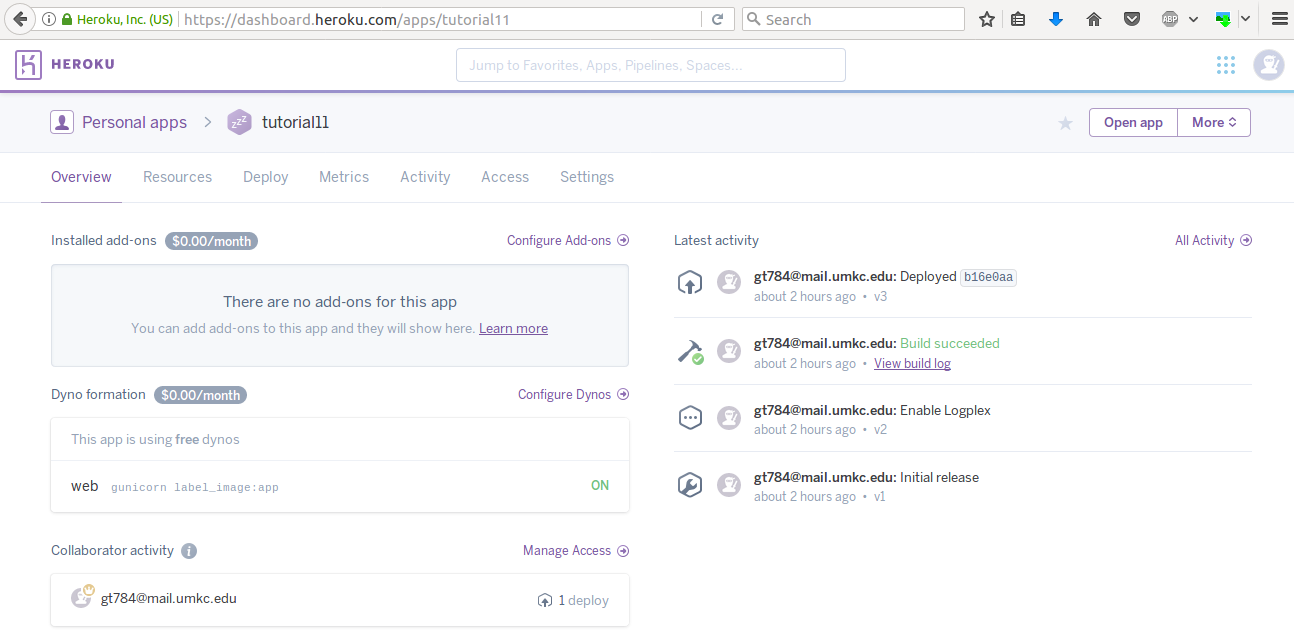 Heroku, Inc. (US) https://dashboard.heroku.com/apps/tutorial11 Search ABP
HEROKU Jump to Favorites, Apps, Pipelines, Spaces...
Personal apps > zzz tutorial11 Open app More
Overview Resources Deploy Metrics Activity Access Settings
Installed add-ons $0.00/month Configure Add-ons
There are no add-ons for this app
You can add add-ons to this app and they will show here. Learn more
Dyno formation $0.00/month Configure Dynos
This app is using free dynos
web gunicorn label_image:app ON
Collaborator activity i Manage Access
gt784@mail.umkc.edu 1 deploy
Latest activity All Activity
gt784@mail.umkc.edu: Deployed b16e0aa
about 2 hours ago • v3
gt784@mail.umkc.edu: Build succeeded
about 2 hours ago • View build log
gt784@mail.umkc.edu: Enable Logplex
about 2 hours ago • v2
gt784@mail.umkc.edu: Initial release
about 2 hours ago • v1